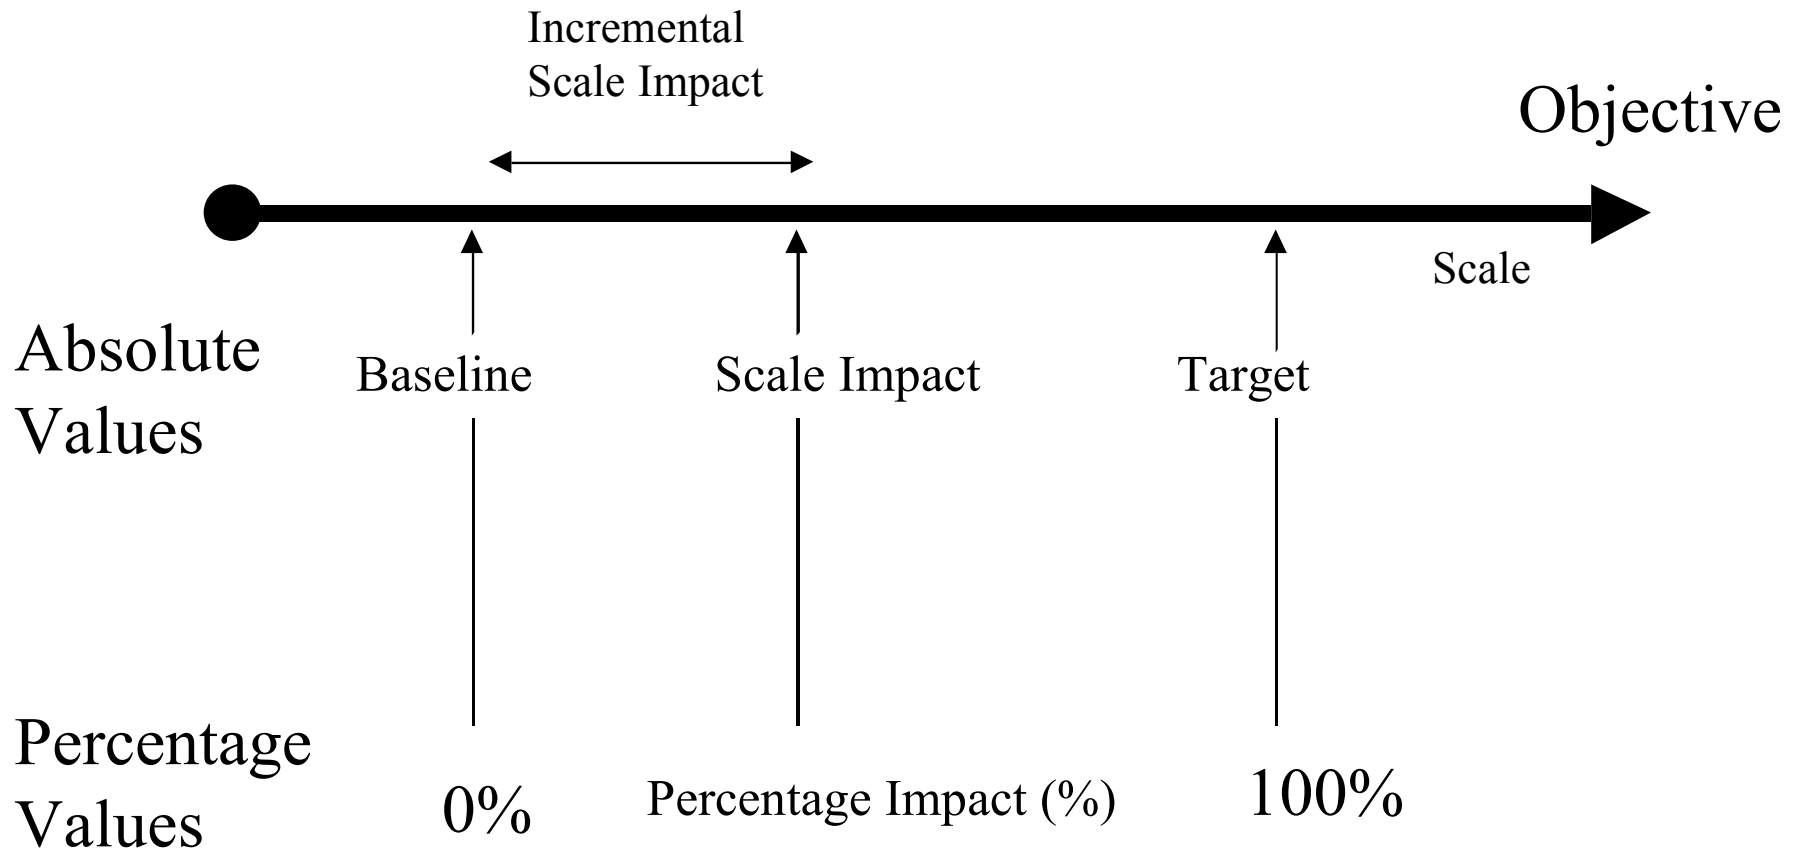 Incremental
Scale Impact
Objective
Scale
Absolute
Values
Baseline
Scale Impact
Target
Percentage
Values
0%
Percentage Impact (%)
100%